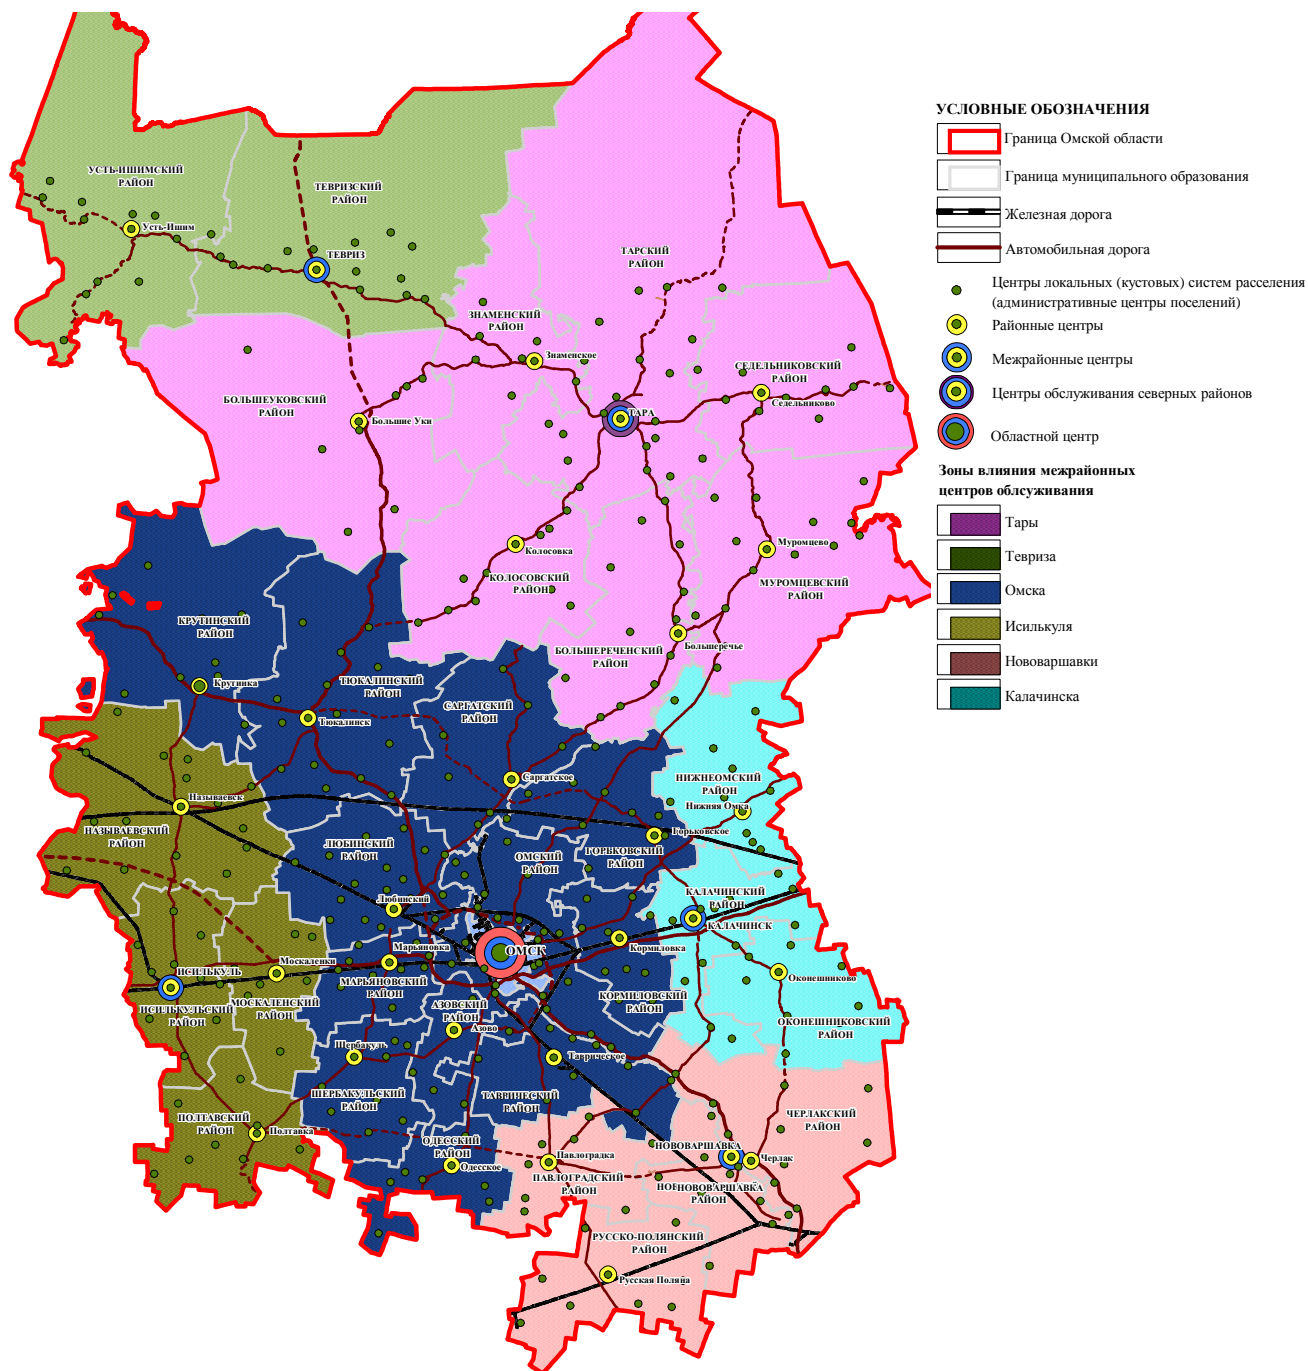 УСЛОВНЫЕ ОБОЗНАЧЕНИЯ
Граница Омской области
Граница муниципального образования
Железная дорога
Автомобильная дорога
Центры локальных (кустовых) систем расселения
(административные центры поселений)
Районные центры
Межрайонные центры
Центры обслуживания северных районов
Областной центр
Зоны влияния межрайонных
центров облсуживания
Тары
Тевриза
Омска
Исилькуля
Нововаршавки
Калачинска
УСТЬ-ИШИМСКИЙ
РАЙОН
ТЕВРИЗСКИЙ
РАЙОН
Усть-Ишим
ТЕВРИЗ
ТАРСКИЙ
РАЙОН
ЗНАМЕНСКИЙ
РАЙОН
Знаменское
СЕДЕЛЬНИКОВСКИЙ
РАЙОН
Седельниково
БОЛЬШЕУКОВСКИЙ
РАЙОН
Большие Уки
ТАРА
Колосовка
КОЛОСОВСКИЙ
РАЙОН
Муромцево
МУРОМЦЕВСКИЙ
РАЙОН
КРУТИНСКИЙ
РАЙОН
Крутинка
БОЛЬШЕРЕЧЕНСКИЙ
РАЙОН
Большеречье
ТЮКАЛИНСКИЙ
РАЙОН
Тюкалинск
САРГАТСКИЙ
РАЙОН
Саргатское
НИЖНЕОМСКИЙ
РАЙОН
Нижняя Омка
Называевск
НАЗЫВАЕВСКИЙ
РАЙОН
ЛЮБИНСКИЙ
РАЙОН
Любинский
ОМСКИЙ
РАЙОН
ГОРЬКОВСКИЙ
РАЙОН
Горьковское
КАЛАЧИНСКИЙ
РАЙОН
КАЛАЧИНСК
Марьяновка
ОМСК
Кормиловка
Москаленки
ИСИЛЬКУЛЬ
МАРЬЯНОВСКИЙ
РАЙОН
Оконешниково
ИСИЛЬКУЛЬСКИЙ
РАЙОН
МОСКАЛЕНСКИЙ
РАЙОН
АЗОВСКИЙ
РАЙОН
Азово
КОРМИЛОВСКИЙ
РАЙОН
ОКОНЕШНИКОВСКИЙ
РАЙОН
Шербакуль
Таврическое
ШЕРБАКУЛЬСКИЙ
РАЙОН
ТАВРИЧЕСКИЙ
РАЙОН
ПОЛТАВСКИЙ
РАЙОН
Полтавка
ЧЕРЛАКСКИЙ
РАЙОН
ОДЕССКИЙ
РАЙОН
Одесское
НОВОВАРШАВКА
Черлак
Павлоградка
ПАВЛОГРАДСКИЙ
РАЙОН
НОВОВАРШАВКА
РАЙОН
РУССКО-ПОЛЯНСКИЙ
РАЙОН
Русская Поляна